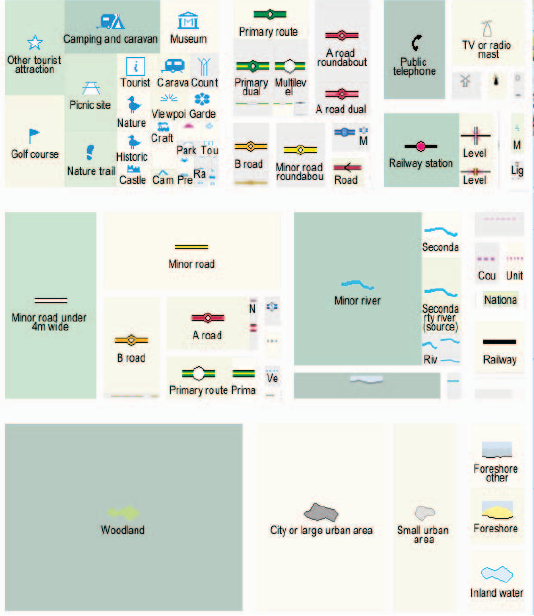 Other tourist
attraction
Camping and caravan
Museum
Picnic site
Golf course
Nature trail
i
Tourist
Carava
Count
Nature
Viewpoi
Garde
Craft
Historic
Park
Tou
Castle
Cam
Pre
Ra
Primary route
A road
roundabout
Primary
dual
Multilev
el
A road dual
B road
Minor road
roundabou
M
Road
Public
telephone
TV or radio
mast
Railway station
Level
Level
M
Lig
Minor road under
4m wide
Minor road
B road
A road
N
Primary route
Prima
Ve
Minor river
Seconda
Seconda
rty river
(source)
Riv
Cou
Unit
Nationa
Railway
Woodland
City or large urban area
Small urban
area
Foreshore
other
Foreshore
Inland water